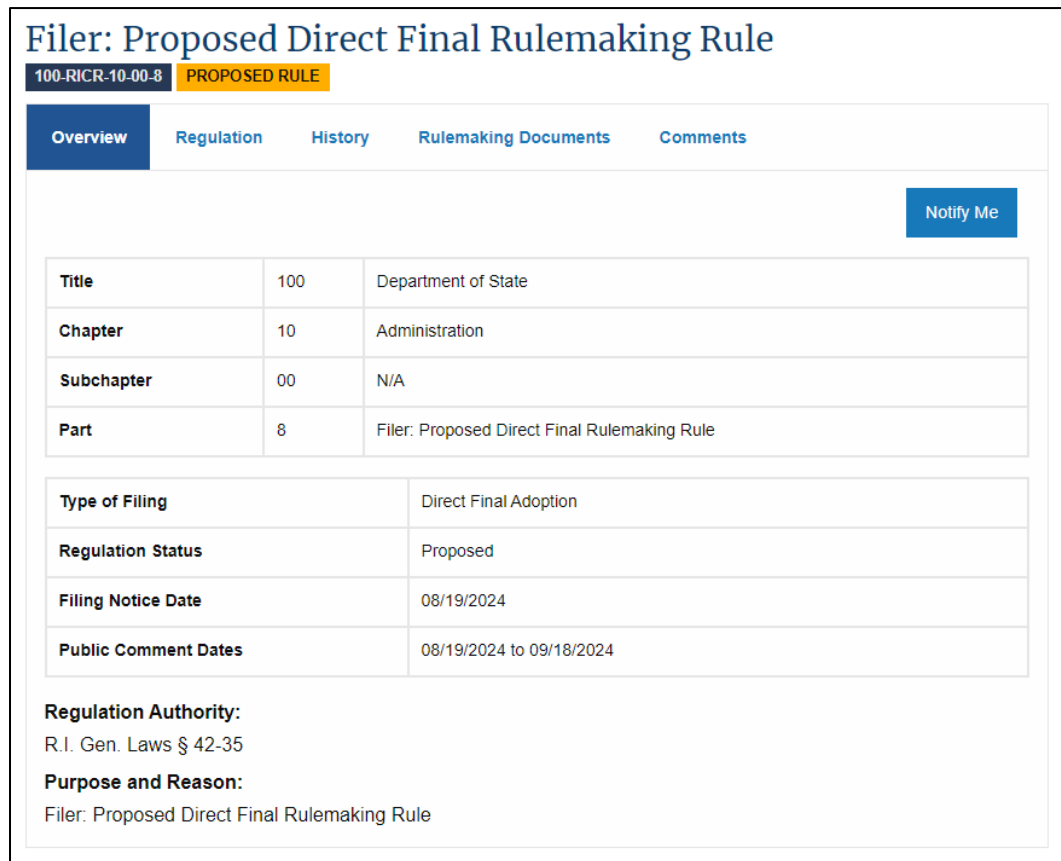 Filer: Proposed Direct Final Rulemaking Rule
100-RICR-10-00-8 PROPOSED RULE
Overview Regulation History Rulemaking Documents Comments
Notify Me
Title 100 Department of State
Chapter 10 Administration
Subchapter 00 N/A
Part 8 Filer: Proposed Direct Final Rulemaking Rule
Type of Filing Direct Final Adoption
Regulation Status Proposed
Filing Notice Date 08/19/2024
Public Comment Dates 08/19/2024 to 09/18/2024
Regulation Authority:
R.I. Gen. Laws § 42-35
Purpose and Reason:
Filer: Proposed Direct Final Rulemaking Rule